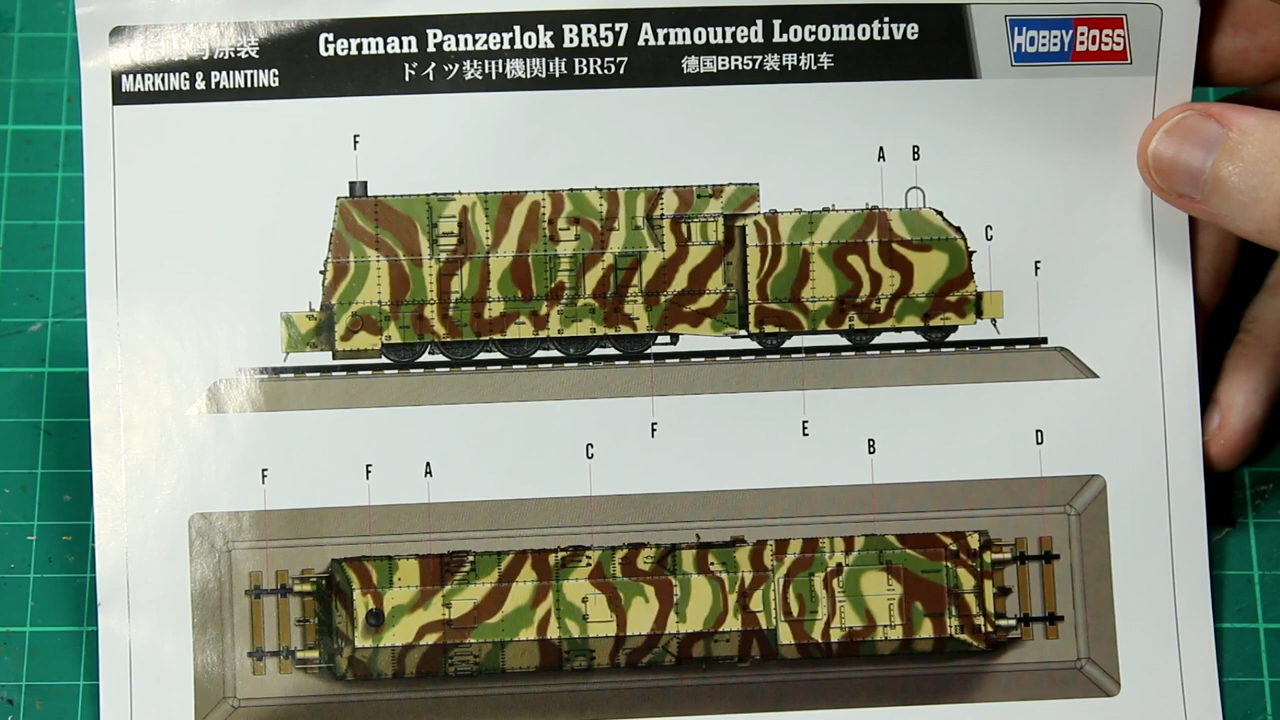 German Panzerlok BR57 Armoured Locomotive
HOBBY BOSS
ドイツ装甲機関車 BR57
德国BR57装甲机车
MARKING & PAINTING
F
A B
C
F
F
E
F F A C B D